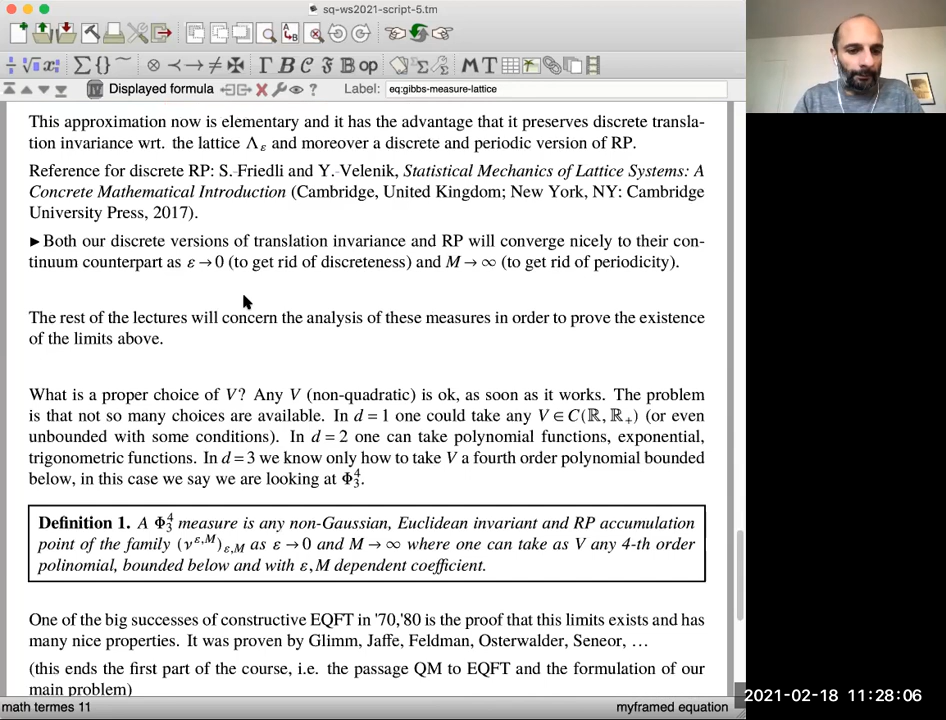 sq-ws2021-script-5.tm
Displayed formula
Label: eq:gibbs-measure-lattice
This approximation now is elementary and it has the advantage that it preserves discrete transla-
tion invariance wrt. the lattice Λ_ε and moreover a discrete and periodic version of RP.
Reference for discrete RP: S. Friedli and Y. Velenik, Statistical Mechanics of Lattice Systems: A
Concrete Mathematical Introduction (Cambridge, United Kingdom; New York, NY: Cambridge
University Press, 2017).
▸ Both our discrete versions of translation invariance and RP will converge nicely to their con-
tinuum counterpart as ε → 0 (to get rid of discreteness) and M → ∞ (to get rid of periodicity).
The rest of the lectures will concern the analysis of these measures in order to prove the existence
of the limits above.
What is a proper choice of V? Any V (non-quadratic) is ok, as soon as it works. The problem
is that not so many choices are available. In d = 1 one could take any V ∈ C(ℝ, ℝ₊) (or even
unbounded with some conditions). In d = 2 one can take polynomial functions, exponential,
trigonometric functions. In d = 3 we know only how to take V a fourth order polynomial bounded
below, in this case we say we are looking at Φ⁴₃.
Definition 1. A Φ⁴₃ measure is any non-Gaussian, Euclidean invariant and RP accumulation
point of the family (ν^{ε,M})_{ε,M} as ε → 0 and M → ∞ where one can take as V any 4-th order
polinomial, bounded below and with ε, M dependent coefficient.
One of the big successes of constructive EQFT in '70,'80 is the proof that this limits exists and has
many nice properties. It was proven by Glimm, Jaffe, Feldman, Osterwalder, Seneor, …
(this ends the first part of the course, i.e. the passage QM to EQFT and the formulation of our
main problem)
math termes 11
myframed equation
2021-02-18 11:28:06